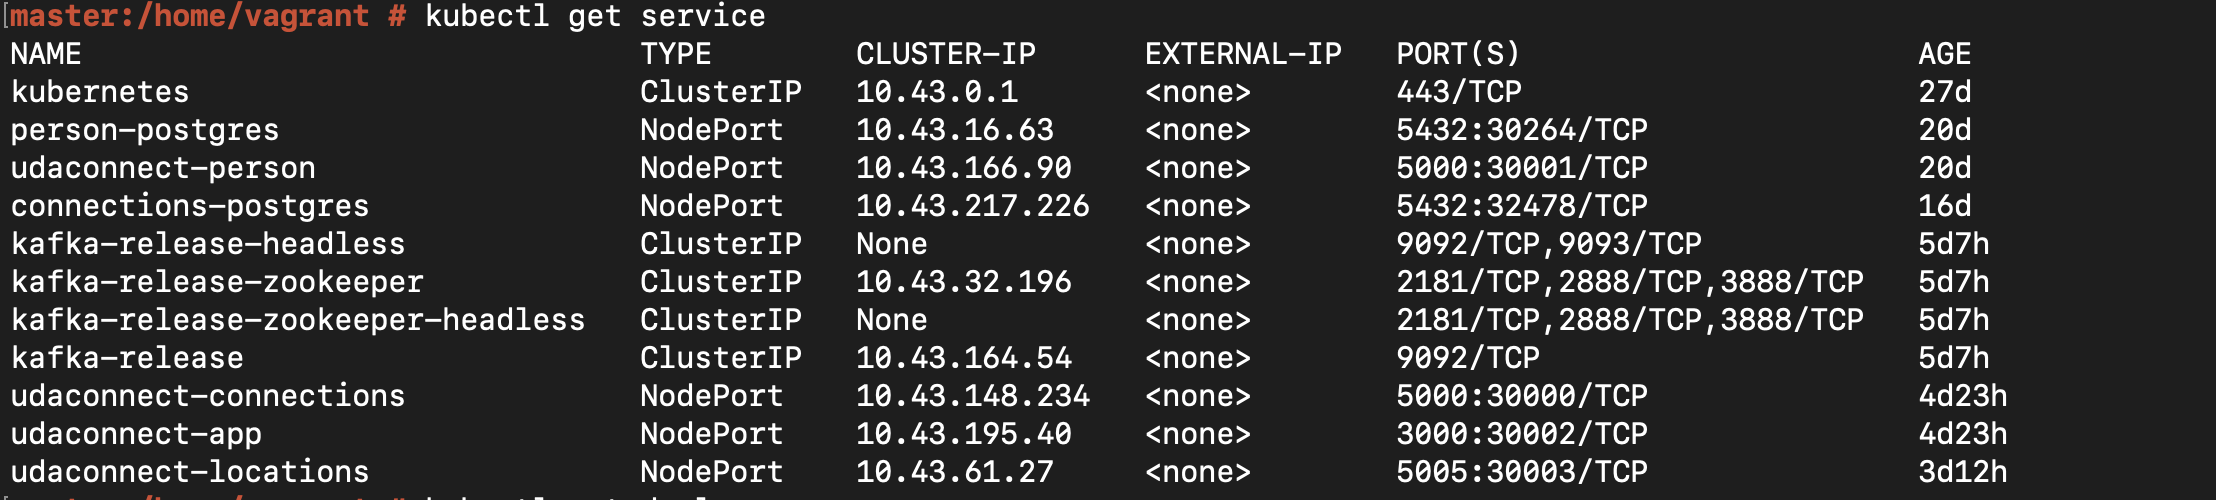 master:/home/vagrant # kubectl get service
NAME TYPE CLUSTER-IP EXTERNAL-IP PORT(S) AGE
kubernetes ClusterIP 10.43.0.1 <none> 443/TCP 27d
person-postgres NodePort 10.43.16.63 <none> 5432:30264/TCP 20d
udaconnect-person NodePort 10.43.166.90 <none> 5000:30001/TCP 20d
connections-postgres NodePort 10.43.217.226 <none> 5432:32478/TCP 16d
kafka-release-headless ClusterIP None <none> 9092/TCP,9093/TCP 5d7h
kafka-release-zookeeper ClusterIP 10.43.32.196 <none> 2181/TCP,2888/TCP,3888/TCP 5d7h
kafka-release-zookeeper-headless ClusterIP None <none> 2181/TCP,2888/TCP,3888/TCP 5d7h
kafka-release ClusterIP 10.43.164.54 <none> 9092/TCP 5d7h
udaconnect-connections NodePort 10.43.148.234 <none> 5000:30000/TCP 4d23h
udaconnect-app NodePort 10.43.195.40 <none> 3000:30002/TCP 4d23h
udaconnect-locations NodePort 10.43.61.27 <none> 5005:30003/TCP 3d12h